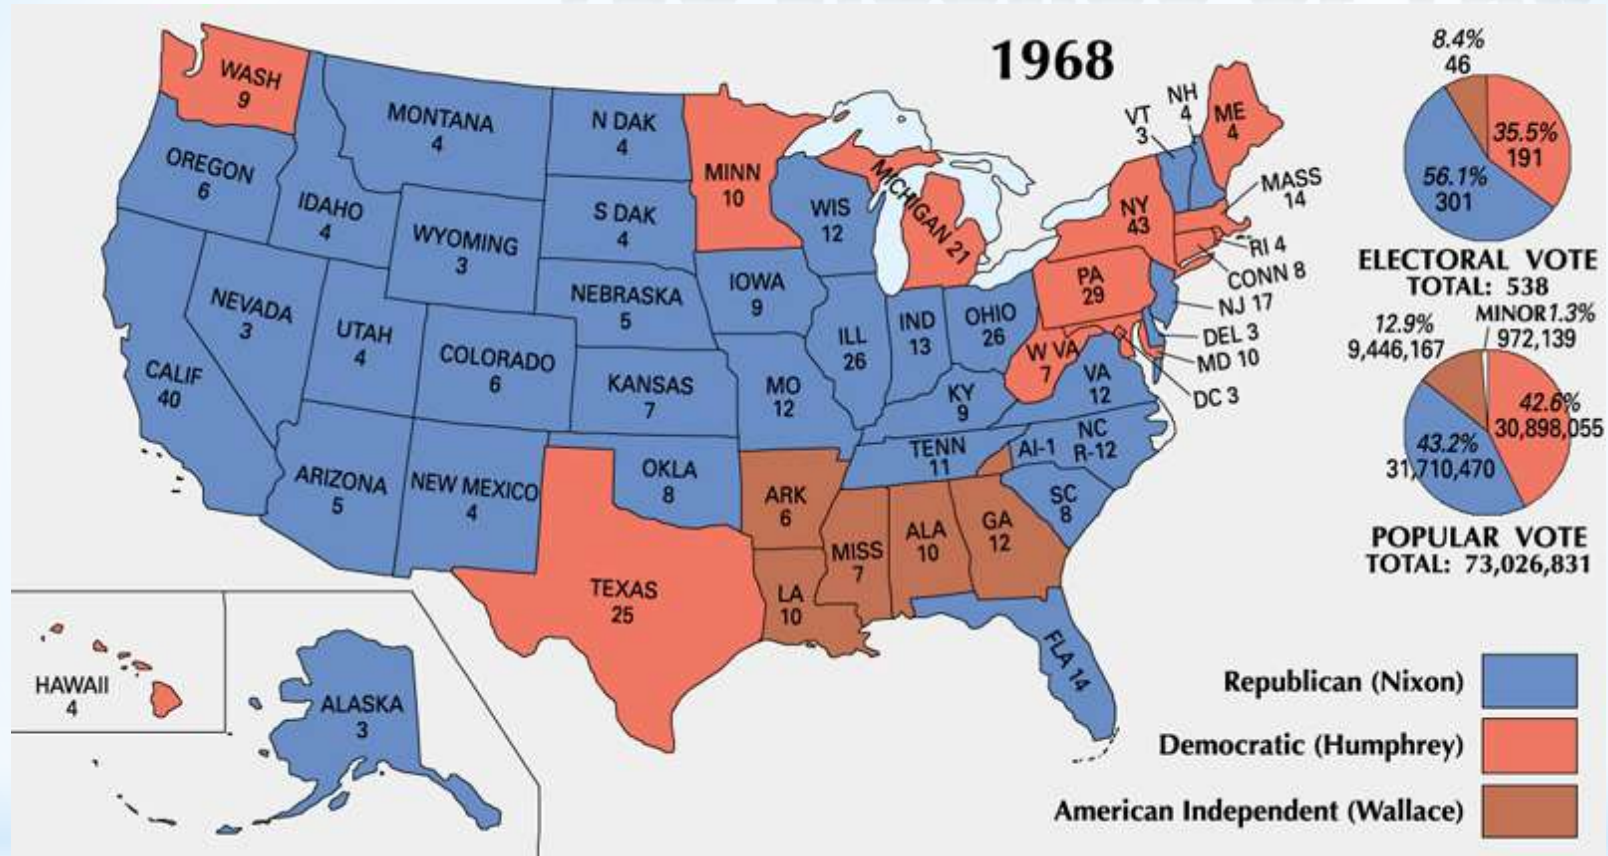 1968
WASH
9
OREGON
6
CALIF
40
NEVADA
3
IDAHO
4
MONTANA
4
WYOMING
3
UTAH
4
ARIZONA
5
COLORADO
6
NEW MEXICO
4
N DAK
4
S DAK
4
NEBRASKA
5
KANSAS
7
OKLA
8
TEXAS
25
MINN
10
IOWA
9
MO
12
ARK
6
LA
10
WIS
12
ILL
26
MICHIGAN 21
IND
13
OHIO
26
KY
9
TENN
11
MISS
7
ALA
10
GA
12
FLA 14
SC
8
AI-1
NC
R-12
VA
12
W VA
7
PA
29
NY
43
VT
3
NH
4
ME
4
MASS
14
RI 4
CONN 8
NJ 17
DEL 3
MD 10
DC 3
HAWAII
4
ALASKA
3
8.4%
46
35.5%
191
56.1%
301
ELECTORAL VOTE
TOTAL: 538
MINOR 1.3%
972,139
12.9%
9,446,167
42.6%
30,898,055
43.2%
31,710,470
POPULAR VOTE
TOTAL: 73,026,831
Republican (Nixon)
Democratic (Humphrey)
American Independent (Wallace)